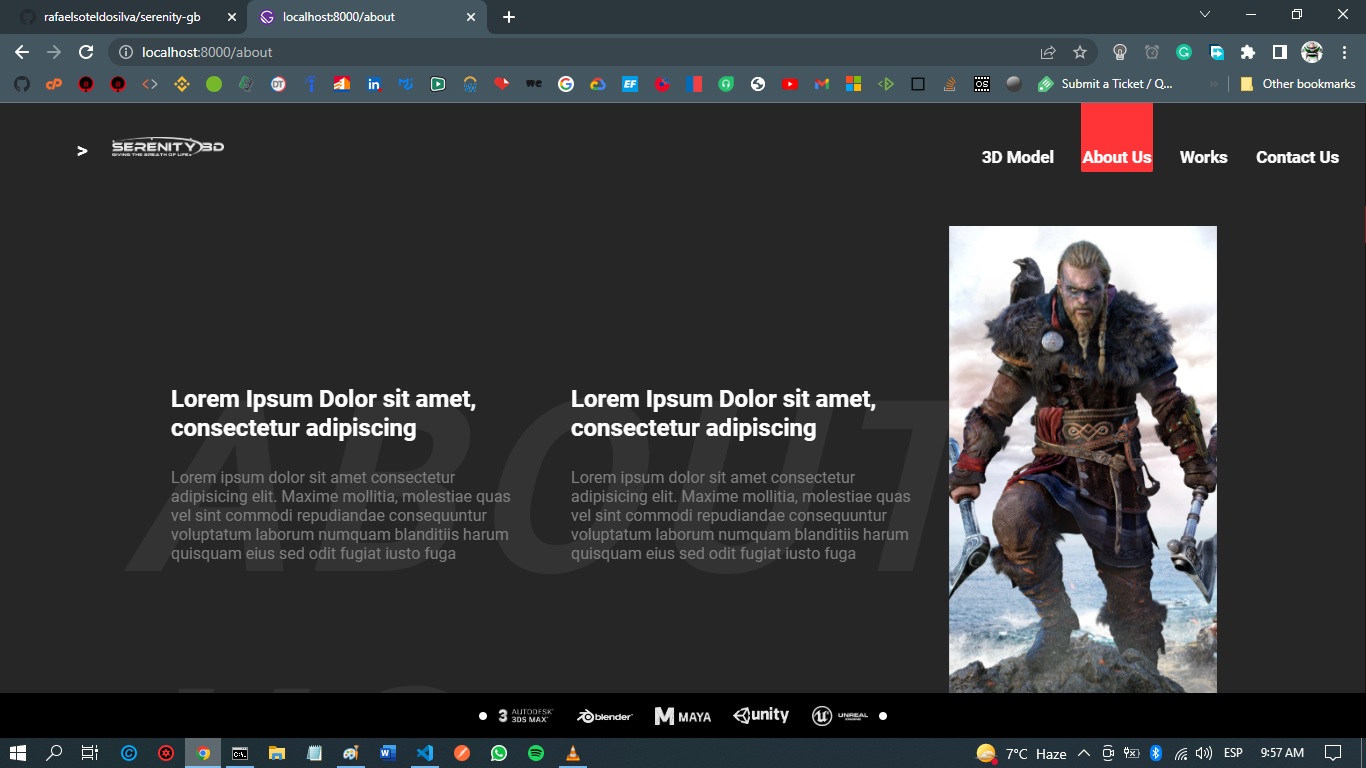 rafaelsoteldosilva/serenity-gb
localhost:8000/about
localhost:8000/about
Submit a Ticket / Q...
Other bookmarks
>
SERENITY 3D
GIVING THE BREATH OF LIFE
3D Model
About Us
Works
Contact Us
Lorem Ipsum Dolor sit amet,
consectetur adipiscing
Lorem ipsum dolor sit amet consectetur
adipisicing elit. Maxime mollitia, molestiae quas
vel sint commodi repudiandae consequuntur
voluptatum laborum numquam blanditiis harum
quisquam eius sed odit fugiat iusto fuga
Lorem Ipsum Dolor sit amet,
consectetur adipiscing
Lorem ipsum dolor sit amet consectetur
adipisicing elit. Maxime mollitia, molestiae quas
vel sint commodi repudiandae consequuntur
voluptatum laborum numquam blanditiis harum
quisquam eius sed odit fugiat iusto fuga
ABOUT
AUTODESK
3DS MAX
blender
MAYA
unity
UNREAL
7°C Haze
ESP
9:57 AM